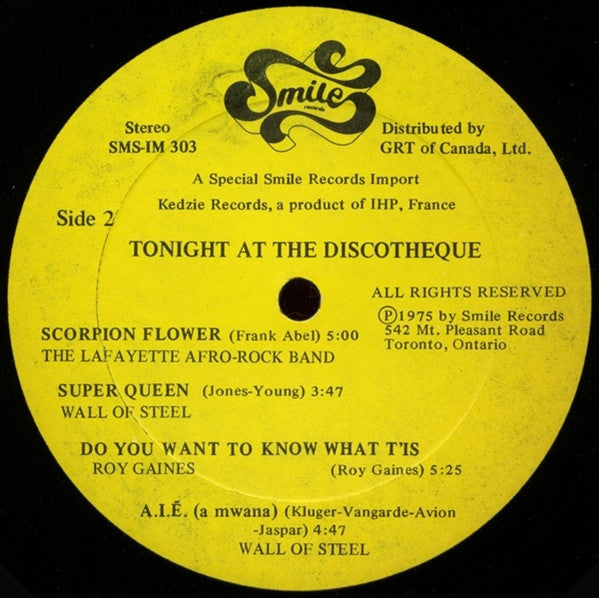 Smile
records
Stereo
SMS-IM 303
Distributed by
GRT of Canada, Ltd.
A Special Smile Records Import
Kedzie Records, a product of IHP, France
Side 2
TONIGHT AT THE DISCOTHEQUE
ALL RIGHTS RESERVED
Ⓟ1975 by Smile Records
542 Mt. Pleasant Road
Toronto, Ontario
SCORPION FLOWER (Frank Abel) 5:00
THE LAFAYETTE AFRO-ROCK BAND
SUPER QUEEN (Jones-Young) 3:47
WALL OF STEEL
DO YOU WANT TO KNOW WHAT T'IS
ROY GAINES (Roy Gaines) 5:25
A.I.É. (a mwana) (Kluger-Vangarde-Avion
-Jaspar) 4:47
WALL OF STEEL